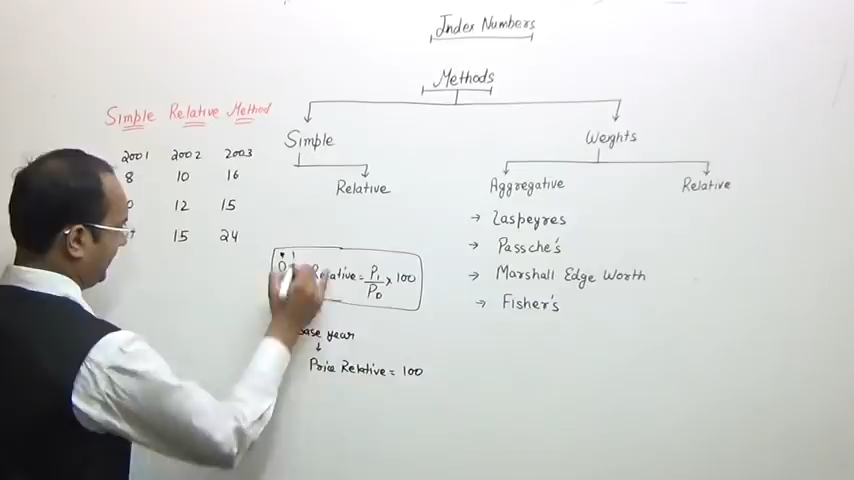 Index Numbers
Methods
Simple Relative Method
Simple
Weights
2001 2002 2003
8 10 16
Relative
Aggregative
Relative
12 15
→ Laspeyres
15 24
→ Passche's
Relative = P1/P0 × 100
→ Marshall Edge Worth
→ Fisher's
Base year
↓
Price Relative = 100